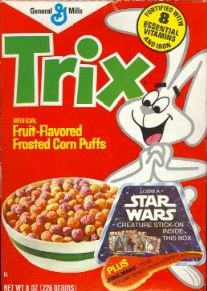 General Mills
FORTIFIED WITH
8
ESSENTIAL
VITAMINS
AND IRON
Trix
ARTIFICIAL
Fruit-Flavored
Frosted Corn Puffs
LOOK! A
STAR
WARS
CREATURE STICK-ON
INSIDE
THIS BOX
PLUS
K
NET WT 8 OZ (226 grams)